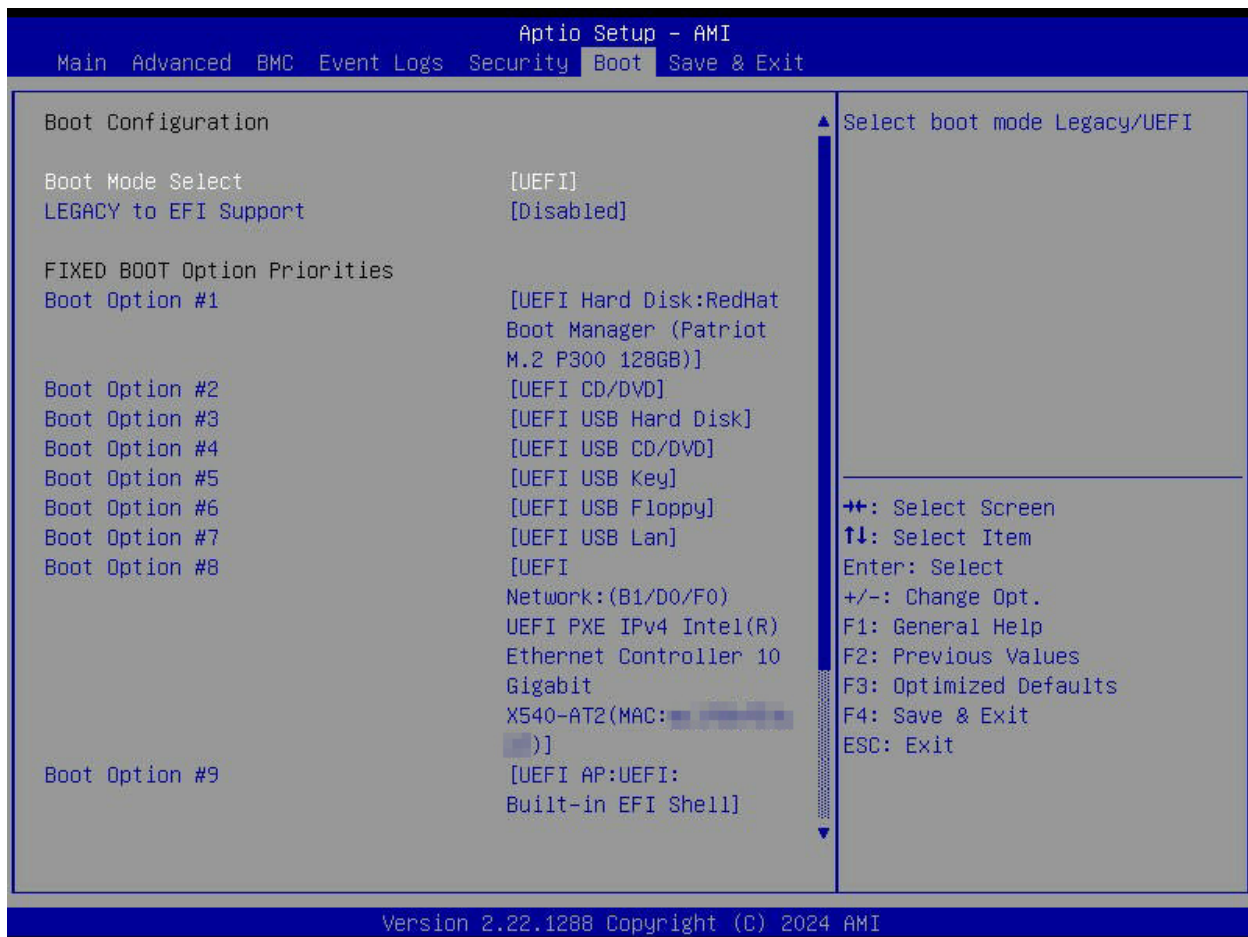 Aptio Setup – AMI
Main Advanced BMC Event Logs Security Boot Save & Exit
Boot Configuration
Select boot mode Legacy/UEFI
Boot Mode Select [UEFI]
LEGACY to EFI Support [Disabled]
FIXED BOOT Option Priorities
Boot Option #1 [UEFI Hard Disk:RedHat
Boot Manager (Patriot
M.2 P300 128GB)]
Boot Option #2 [UEFI CD/DVD]
Boot Option #3 [UEFI USB Hard Disk]
Boot Option #4 [UEFI USB CD/DVD]
Boot Option #5 [UEFI USB Key]
Boot Option #6 [UEFI USB Floppy]
Boot Option #7 [UEFI USB Lan]
Boot Option #8 [UEFI
Network:(B1/D0/F0)
UEFI PXE IPv4 Intel(R)
Ethernet Controller 10
Gigabit
X540-AT2(MAC:
)]
Boot Option #9 [UEFI AP:UEFI:
Built-in EFI Shell]
→←: Select Screen
↑↓: Select Item
Enter: Select
+/-: Change Opt.
F1: General Help
F2: Previous Values
F3: Optimized Defaults
F4: Save & Exit
ESC: Exit
Version 2.22.1288 Copyright (C) 2024 AMI